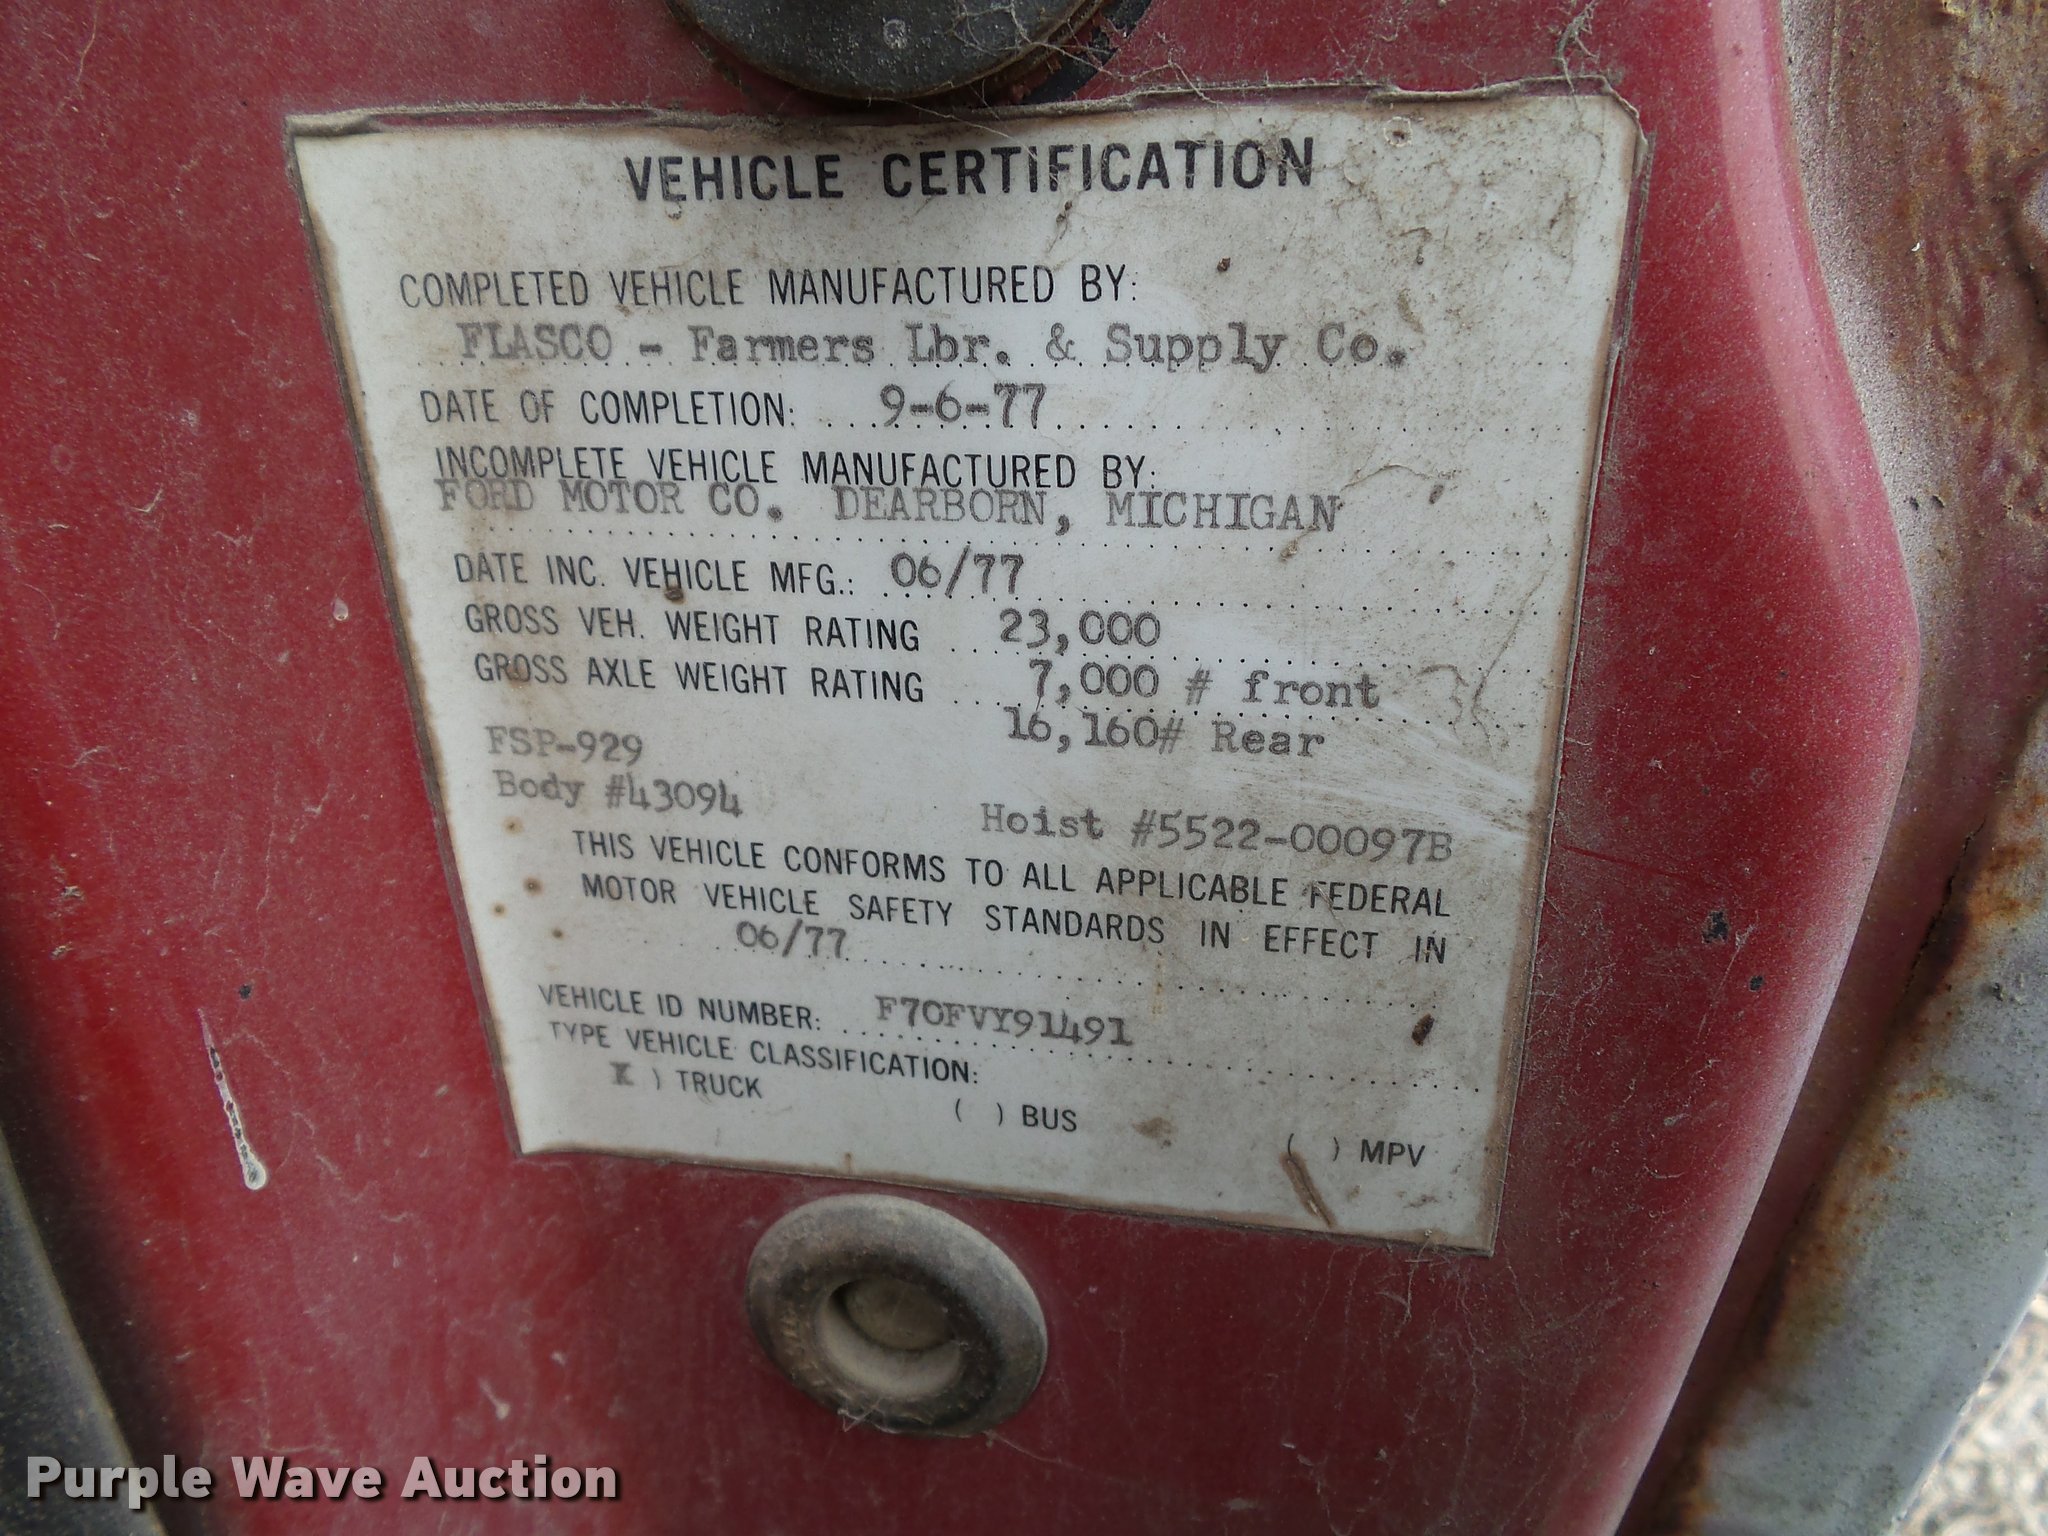 VEHICLE CERTIFICATION
COMPLETED VEHICLE MANUFACTURED BY:
FLASCO - Farmers Lbr. & Supply Co.
DATE OF COMPLETION: 9-6-77
INCOMPLETE VEHICLE MANUFACTURED BY:
FORD MOTOR CO. DEARBORN, MICHIGAN
DATE INC. VEHICLE MFG.: 06/77
GROSS VEH. WEIGHT RATING 23,000
GROSS AXLE WEIGHT RATING 7,000 # front
16,160# Rear
FSP-929
Body #43094
Hoist #5522-00097B
THIS VEHICLE CONFORMS TO ALL APPLICABLE FEDERAL
MOTOR VEHICLE SAFETY STANDARDS IN EFFECT IN
06/77
VEHICLE ID NUMBER: F70FVY91491
TYPE VEHICLE CLASSIFICATION:
X ) TRUCK ( ) BUS ( ) MPV
Purple Wave Auction